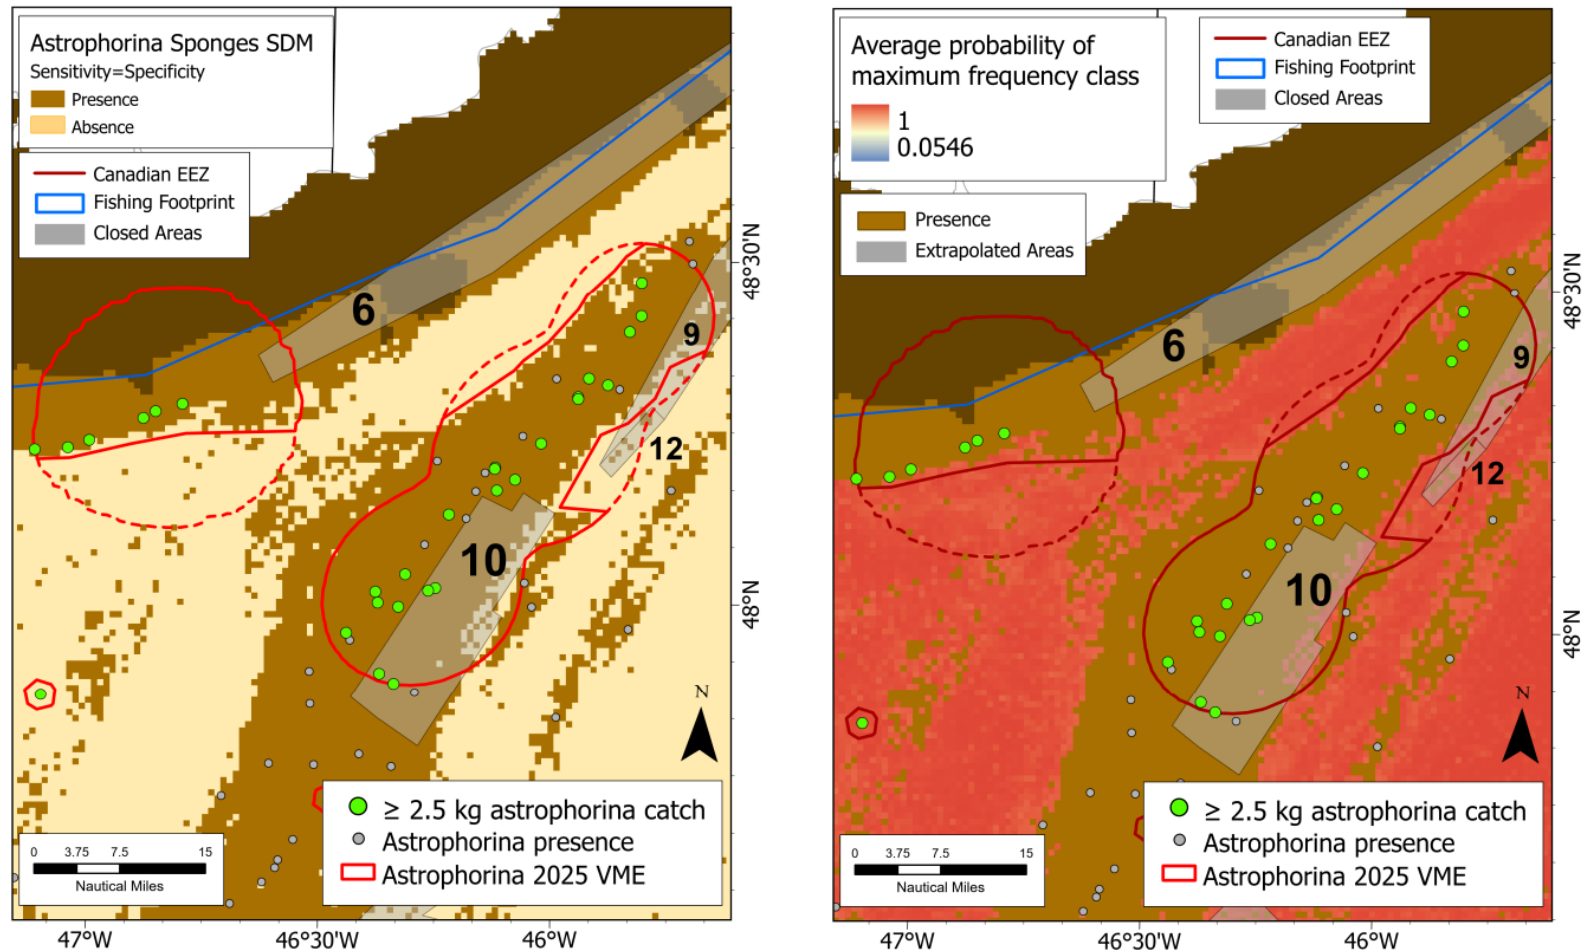 Astrophorina Sponges SDM
Sensitivity=Specificity
Presence
Absence
Canadian EEZ
Fishing Footprint
Closed Areas
6
9
12
10
N
≥ 2.5 kg astrophorina catch
Astrophorina presence
Astrophorina 2025 VME
0 3.75 7.5 15
Nautical Miles
48°30'N
48°N
47°W 46°30'W 46°W
Average probability of
maximum frequency class
1
0.0546
Canadian EEZ
Fishing Footprint
Closed Areas
Presence
Extrapolated Areas
6
9
12
10
N
≥ 2.5 kg astrophorina catch
Astrophorina presence
Astrophorina 2025 VME
0 3.75 7.5 15
Nautical Miles
48°30'N
48°N
47°W 46°30'W 46°W